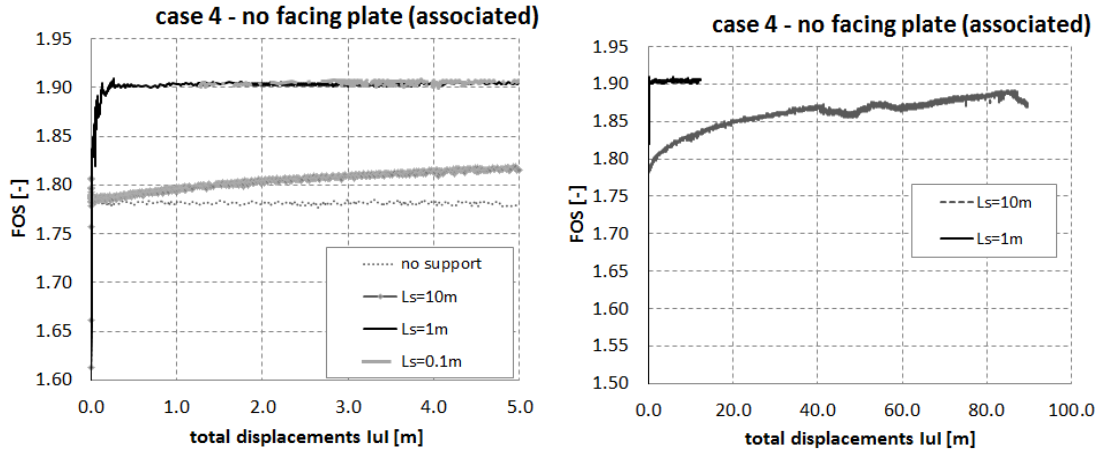 case 4 - no facing plate (associated)
1.95
1.90
1.85
1.80
1.75
1.70
1.65
1.60
FOS [-]
0.0 1.0 2.0 3.0 4.0 5.0
total displacements IuI [m]
no support
Ls=10m
Ls=1m
Ls=0.1m
case 4 - no facing plate (associated)
1.95
1.90
1.85
1.80
1.75
1.70
1.65
1.60
1.55
1.50
FOS [-]
0.0 20.0 40.0 60.0 80.0 100.0
total displacements IuI [m]
Ls=10m
Ls=1m